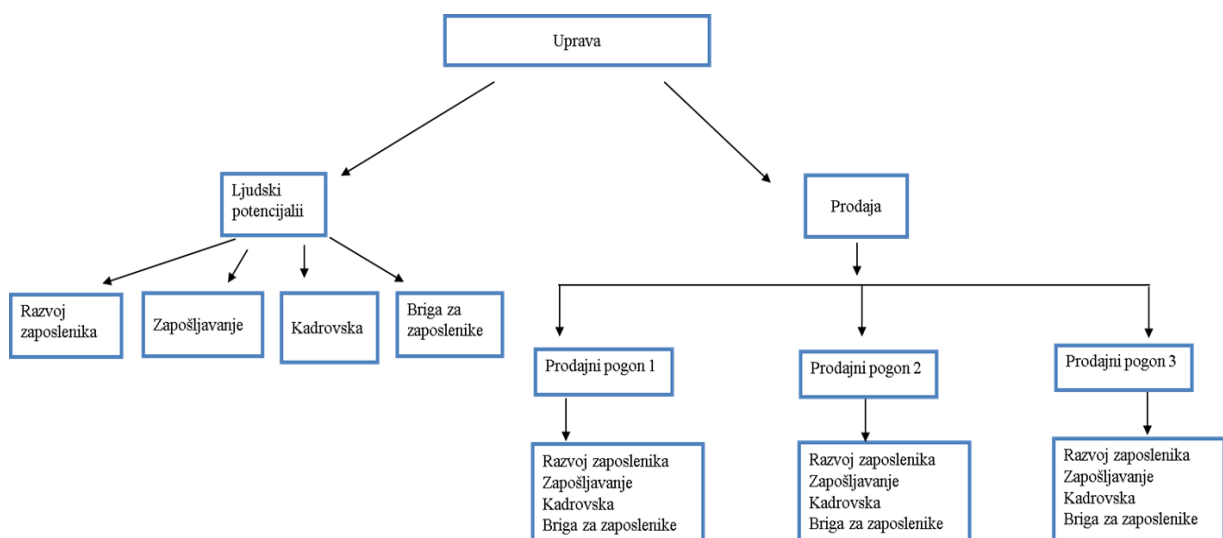 Uprava
Ljudski
potencijalii
Prodaja
Razvoj
zaposlenika
Zapošljavanje
Kadrovska
Briga za
zaposlenike
Prodajni pogon 1
Prodajni pogon 2
Prodajni pogon 3
Razvoj zaposlenika
Zapošljavanje
Kadrovska
Briga za zaposlenike
Razvoj zaposlenika
Zapošljavanje
Kadrovska
Briga za zaposlenike
Razvoj zaposlenika
Zapošljavanje
Kadrovska
Briga za zaposlenike